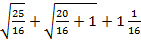 √(25/16) + √(20/(16 + 1)) + 1 1/16